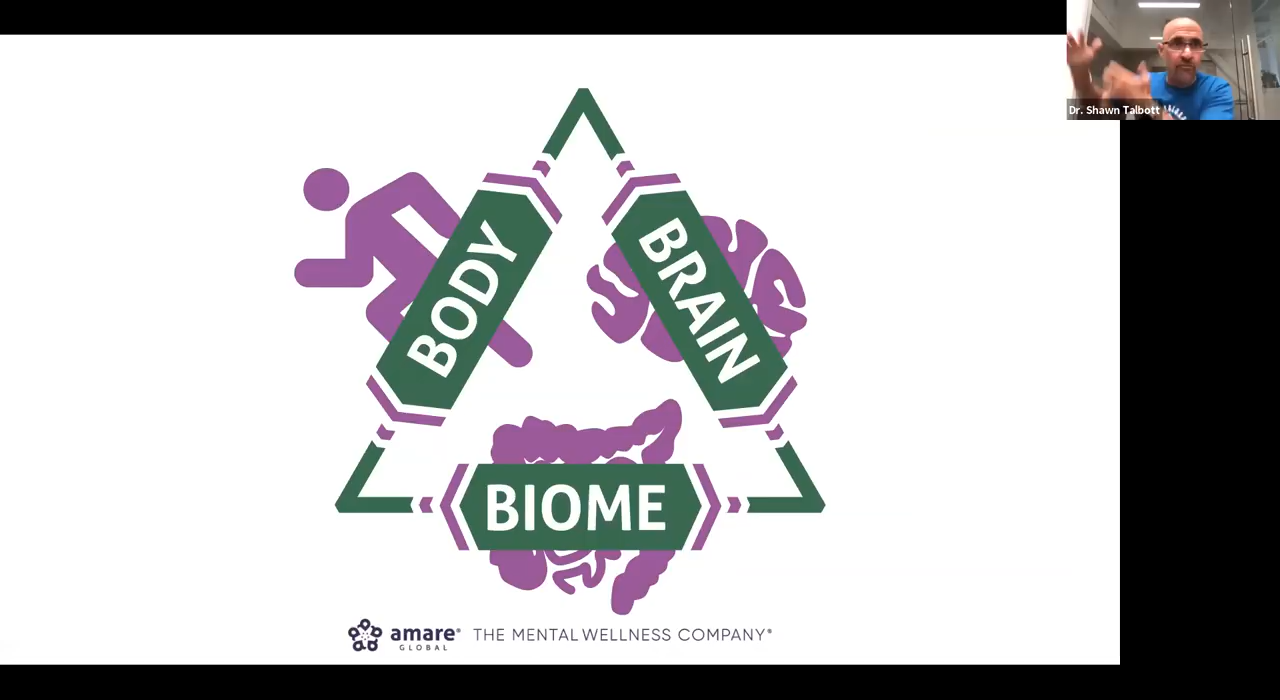 Dr. Shawn Talbott
BODY
BRAIN
BIOME
amare® THE MENTAL WELLNESS COMPANY®
GLOBAL